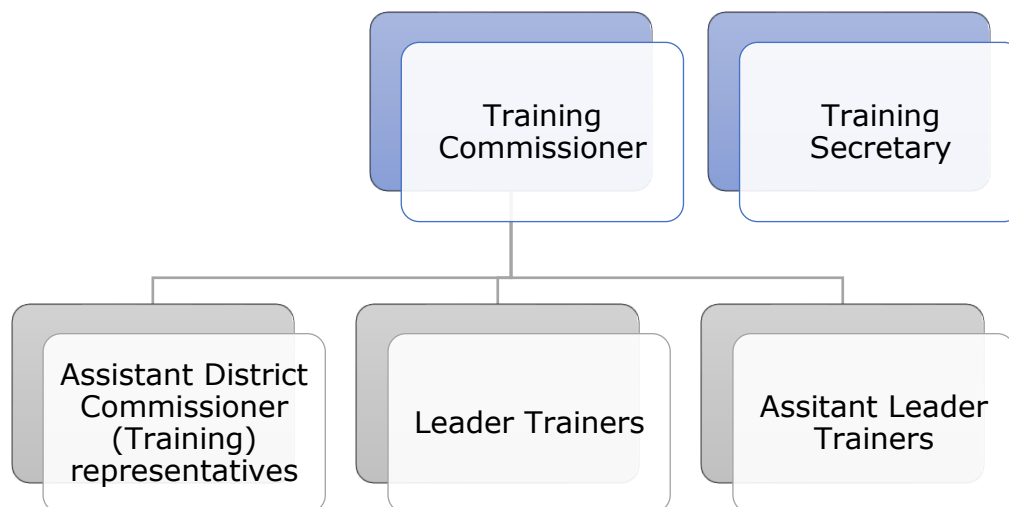 Training
Commissioner
Training
Secretary
Assistant District
Commissioner
(Training)
representatives
Leader Trainers
Assitant Leader
Trainers